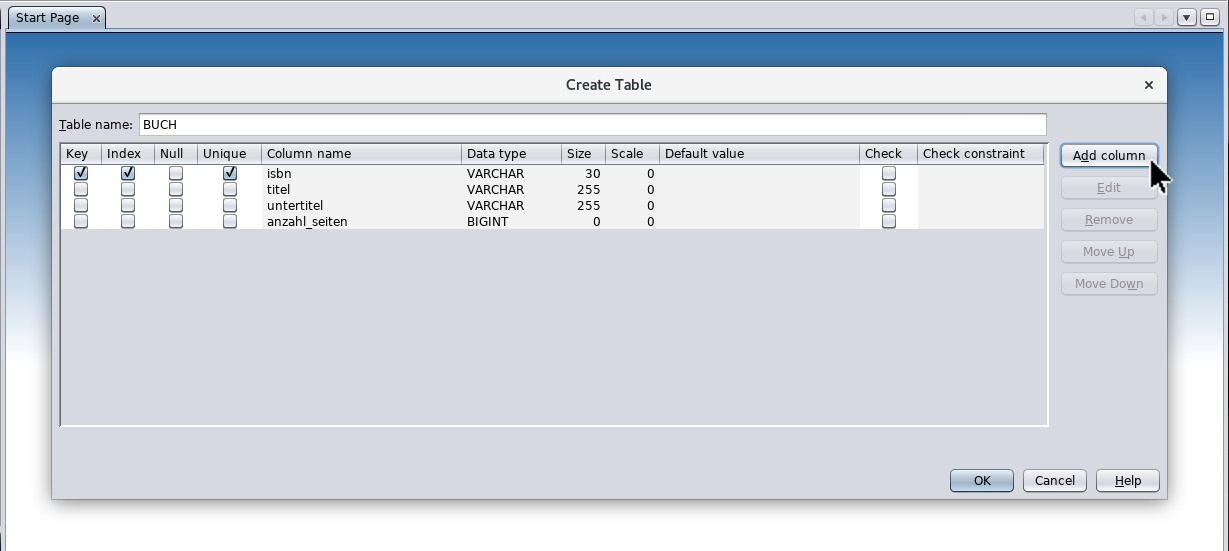 Start Page
Create Table
Table name: BUCH
Key Index Null Unique Column name Data type Size Scale Default value Check Check constraint
isbn VARCHAR 30 0
titel VARCHAR 255 0
untertitel VARCHAR 255 0
anzahl_seiten BIGINT 0 0
Add column
Edit
Remove
Move Up
Move Down
OK Cancel Help